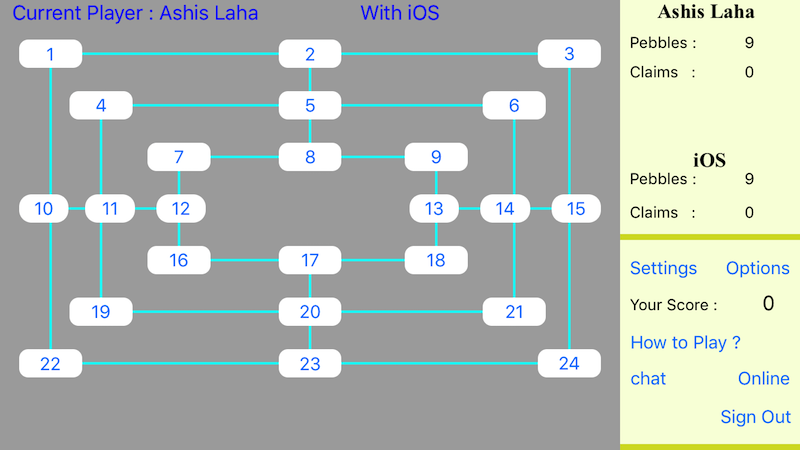 Current Player : Ashis Laha With iOS
1 2 3
4 5 6
7 8 9
10 11 12 13 14 15
16 17 18
19 20 21
22 23 24
Ashis Laha
Pebbles : 9
Claims : 0
iOS
Pebbles : 9
Claims : 0
Settings Options
Your Score : 0
How to Play ?
chat Online
Sign Out